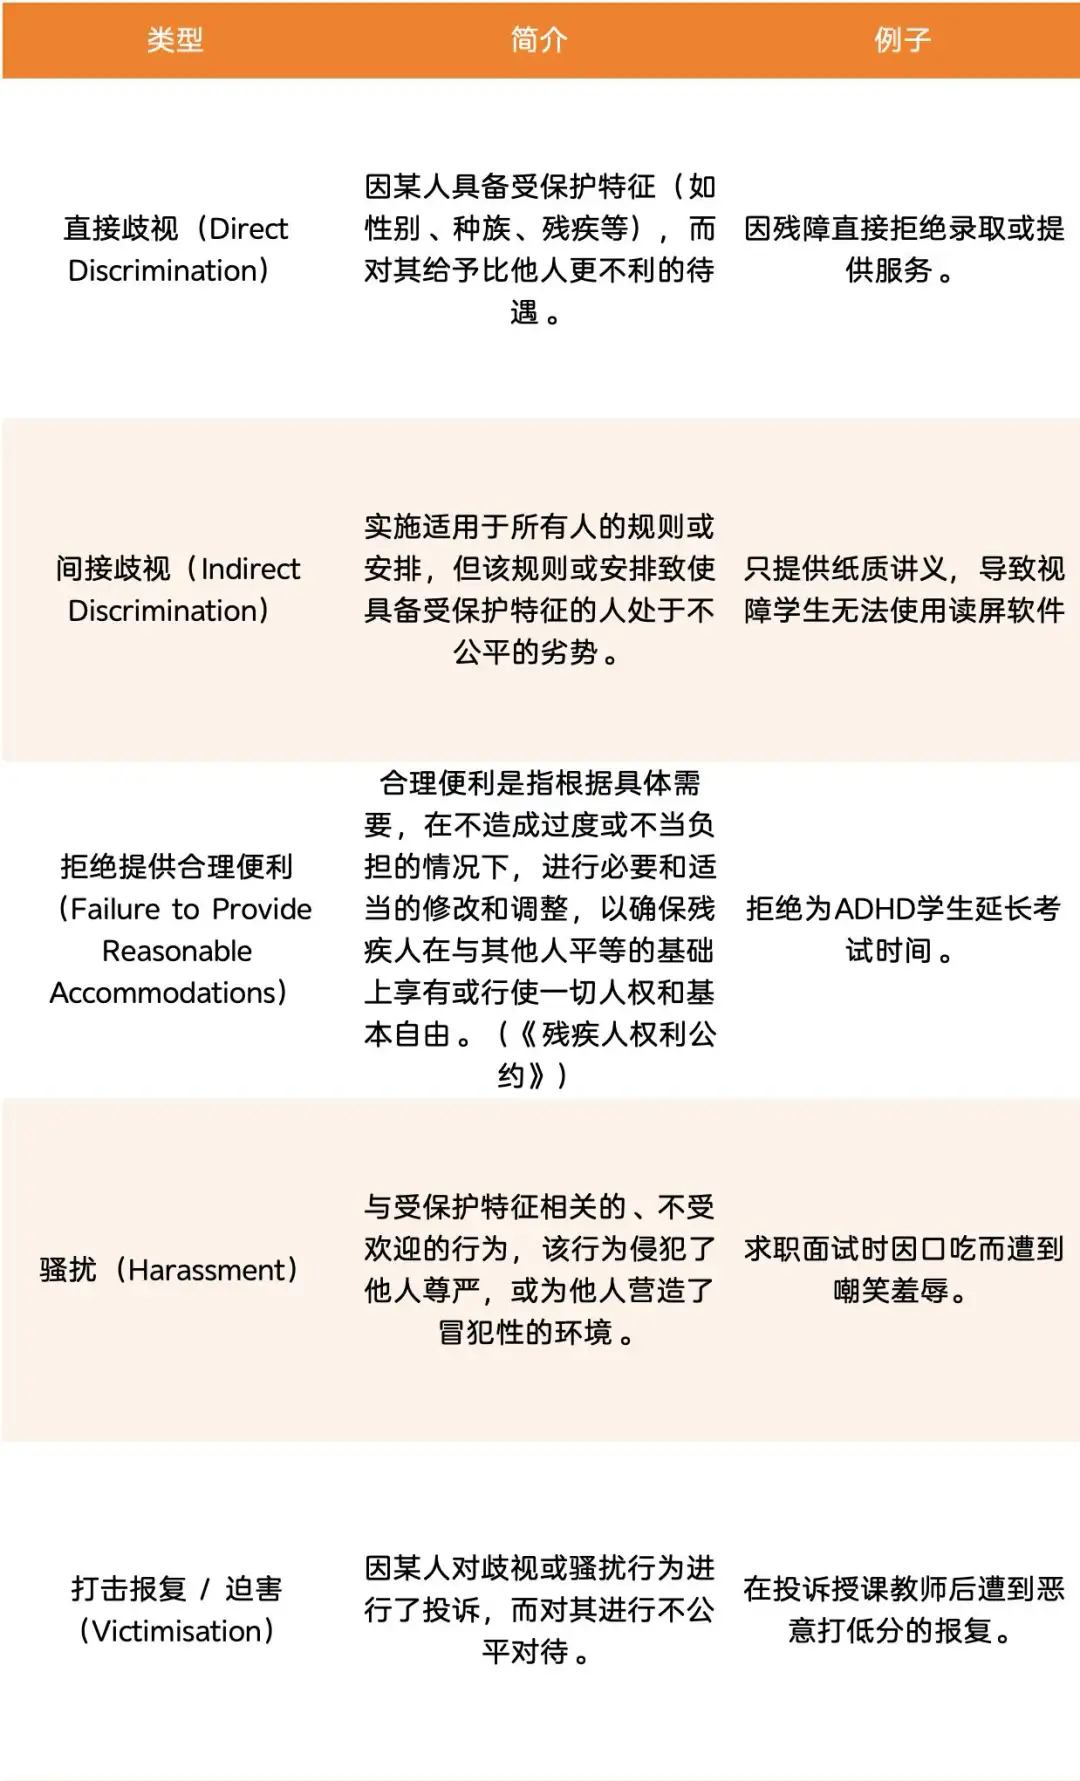 类型 简介 例子
直接歧视（Direct
Discrimination）
因某人具备受保护特征（如
性别、种族、残疾等），而
对其给予比他人更不利的待
遇。
因残障直接拒绝录取或提
供服务。
间接歧视（Indirect
Discrimination）
实施适用于所有人的规则或
安排，但该规则或安排致使
具备受保护特征的人处于不
公平的劣势。
只提供纸质讲义，导致视
障学生无法使用读屏软件
拒绝提供合理便利
（Failure to Provide
Reasonable
Accommodations）
合理便利是指根据具体需
要，在不造成过度或不当负
担的情况下，进行必要和适
当的修改和调整，以确保残
疾人在与其他人平等的基础
上享有或行使一切人权和基
本自由。（《残疾人权利公
约》）
拒绝为ADHD学生延长考
试时间。
骚扰（Harassment）
与受保护特征相关的、不受
欢迎的行为，该行为侵犯了
他人尊严，或为他人营造了
冒犯性的环境。
求职面试时因口吃而遭到
嘲笑羞辱。
打击报复 / 迫害
（Victimisation）
因某人对歧视或骚扰行为进
行了投诉，而对其进行不公
平对待。
在投诉授课教师后遭到恶
意打低分的报复。